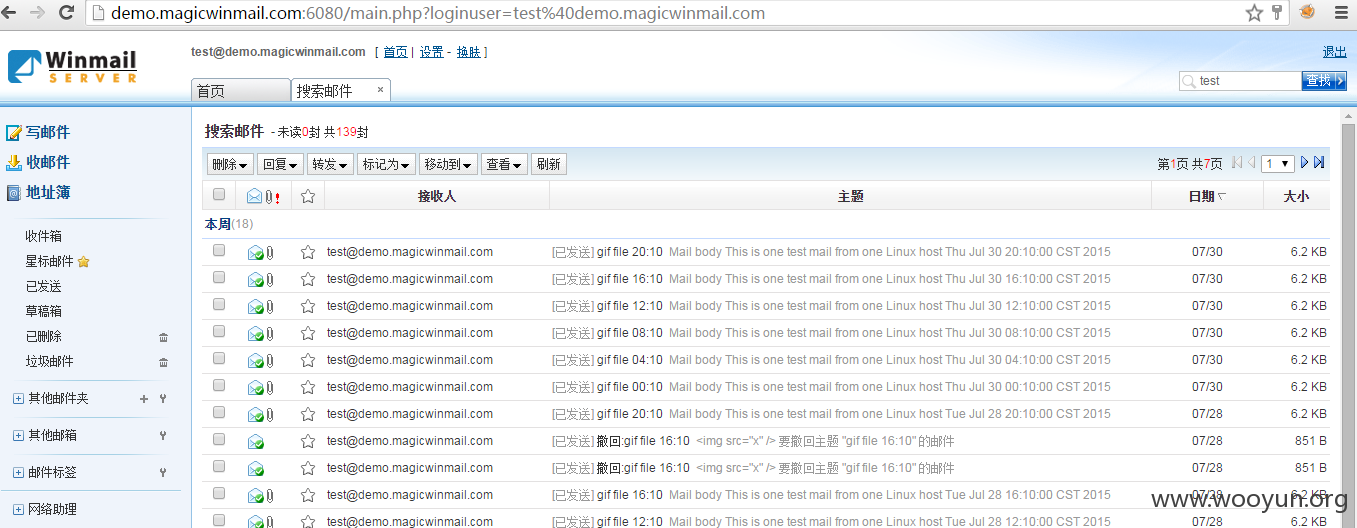 demo.magicwinmail.com:6080/main.php?loginuser=test%40demo.magicwinmail.com
Winmail SERVER
test@demo.magicwinmail.com [ 首页 | 设置 - 换肤 ]
退出
首页
搜索邮件 ×
test 查找
写邮件
收邮件
地址簿
收件箱
星标邮件
已发送
草稿箱
已删除
垃圾邮件
其他邮件夹
其他邮箱
邮件标签
网络助理
搜索邮件 - 未读0封 共139封
删除 回复 转发 标记为 移动到 查看 刷新 第1页 共7页 1
接收人 主题 日期 大小
本周(18)
test@demo.magicwinmail.com [已发送] gif file 20:10 Mail body This is one test mail from one Linux host Thu Jul 30 20:10:00 CST 2015 07/30 6.2 KB
test@demo.magicwinmail.com [已发送] gif file 16:10 Mail body This is one test mail from one Linux host Thu Jul 30 16:10:00 CST 2015 07/30 6.2 KB
test@demo.magicwinmail.com [已发送] gif file 12:10 Mail body This is one test mail from one Linux host Thu Jul 30 12:10:00 CST 2015 07/30 6.2 KB
test@demo.magicwinmail.com [已发送] gif file 08:10 Mail body This is one test mail from one Linux host Thu Jul 30 08:10:00 CST 2015 07/30 6.2 KB
test@demo.magicwinmail.com [已发送] gif file 04:10 Mail body This is one test mail from one Linux host Thu Jul 30 04:10:00 CST 2015 07/30 6.2 KB
test@demo.magicwinmail.com [已发送] gif file 00:10 Mail body This is one test mail from one Linux host Thu Jul 30 00:10:00 CST 2015 07/30 6.2 KB
test@demo.magicwinmail.com [已发送] gif file 20:10 Mail body This is one test mail from one Linux host Tue Jul 28 20:10:00 CST 2015 07/28 6.2 KB
test@demo.magicwinmail.com [已发送] 撤回:gif file 16:10 <img src="x" /> 要撤回主题 "gif file 16:10" 的邮件 07/28 851 B
test@demo.magicwinmail.com [已发送] 撤回:gif file 16:10 <img src="x" /> 要撤回主题 "gif file 16:10" 的邮件 07/28 851 B
test@demo.magicwinmail.com [已发送] gif file 16:10 Mail body This is one test mail from one Linux host Tue Jul 28 16:10:00 CST 2015 07/28 6.2 KB
test@demo.magicwinmail.com [已发送] gif file 12:10 Mail body This is one test mail from one Linux host Tue Jul 28 12:10:00 CST 2015 07/28 6.2 KB
www.wooyun.org